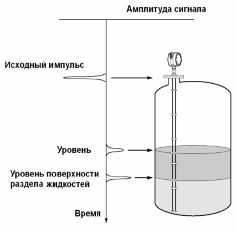 Амплитуда сигнала
Исходный импульс
Уровень
Уровень поверхности
раздела жидкостей
Время